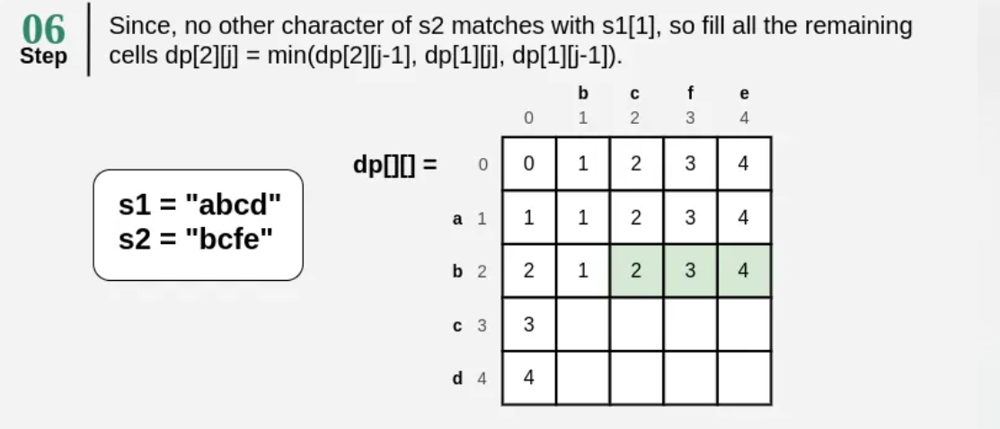 06
Step
Since, no other character of s2 matches with s1[1], so fill all the remaining
cells dp[2][j] = min(dp[2][j-1], dp[1][j], dp[1][j-1]).
b c f e
0 1 2 3 4
dp[][] = 0 0 1 2 3 4
a 1 1 1 2 3 4
s1 = "abcd"
s2 = "bcfe"
b 2 2 1 2 3 4
c 3 3
d 4 4